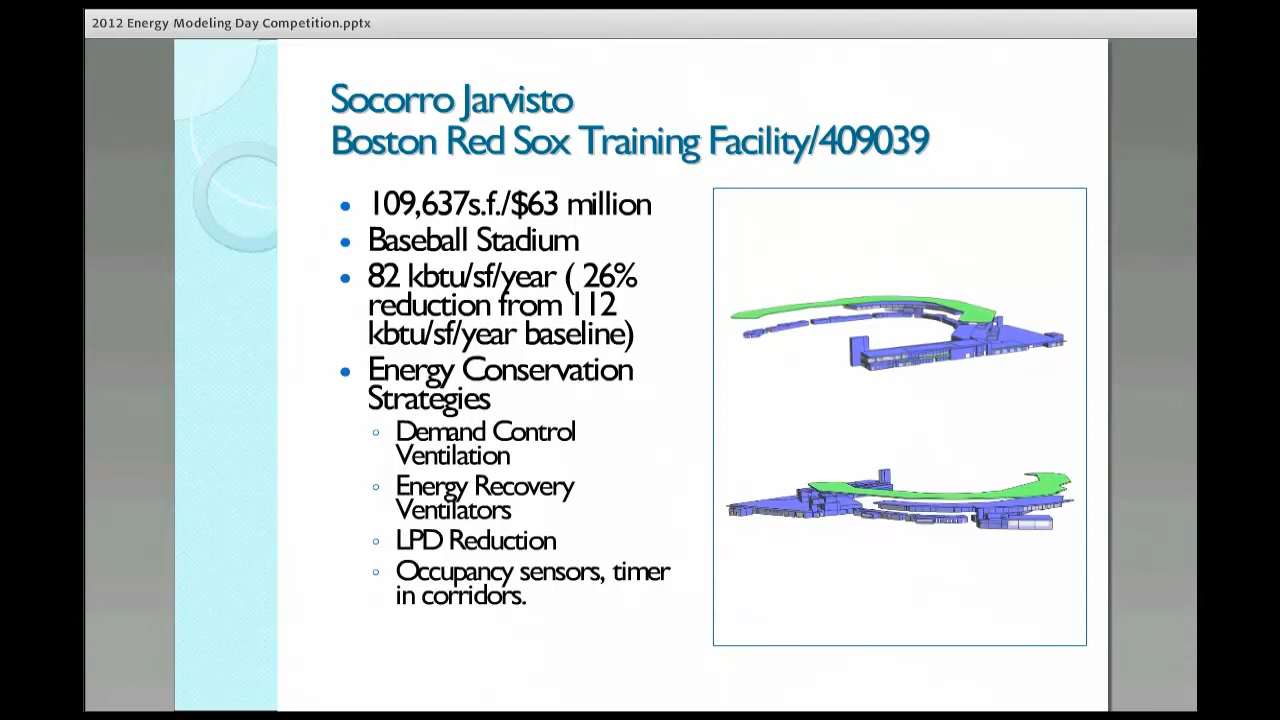 2012 Energy Modeling Day Competition.pptx
Socorro Jarvisto
Boston Red Sox Training Facility/409039
• 109,637s.f./$63 million
• Baseball Stadium
• 82 kbtu/sf/year ( 26%
reduction from 112
kbtu/sf/year baseline)
• Energy Conservation
Strategies
◦ Demand Control
Ventilation
◦ Energy Recovery
Ventilators
◦ LPD Reduction
◦ Occupancy sensors, timer
in corridors.